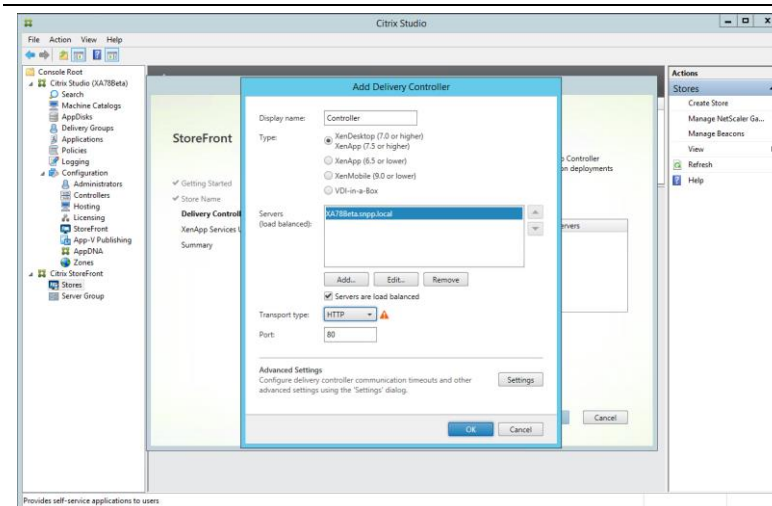 Citrix Studio
File Action View Help
Console Root
Citrix Studio (XA78Beta)
Search
Machine Catalogs
AppDisks
Delivery Groups
Applications
Policies
Logging
Configuration
Administrators
Controllers
Hosting
Licensing
StoreFront
App-V Publishing
AppDNA
Zones
Citrix StoreFront
Stores
Server Group
StoreFront
Getting Started
Store Name
Delivery Controll
XenApp Services U
Summary
Add Delivery Controller
Display name: Controller
Type: XenDesktop (7.0 or higher)
XenApp (7.5 or higher)
XenApp (6.5 or lower)
XenMobile (9.0 or lower)
VDI-in-a-Box
Servers
(load balanced):
XA78Beta.snpp.local
Add... Edit... Remove
Servers are load balanced
Transport type: HTTP
Port: 80
Advanced Settings
Configure delivery controller communication timeouts and other
advanced settings using the 'Settings' dialog.
Settings
OK Cancel
Controller
on deployments
ervers
Cancel
Actions
Stores
Create Store
Manage NetScaler Ga...
Manage Beacons
View
Refresh
Help
Provides self-service applications to users